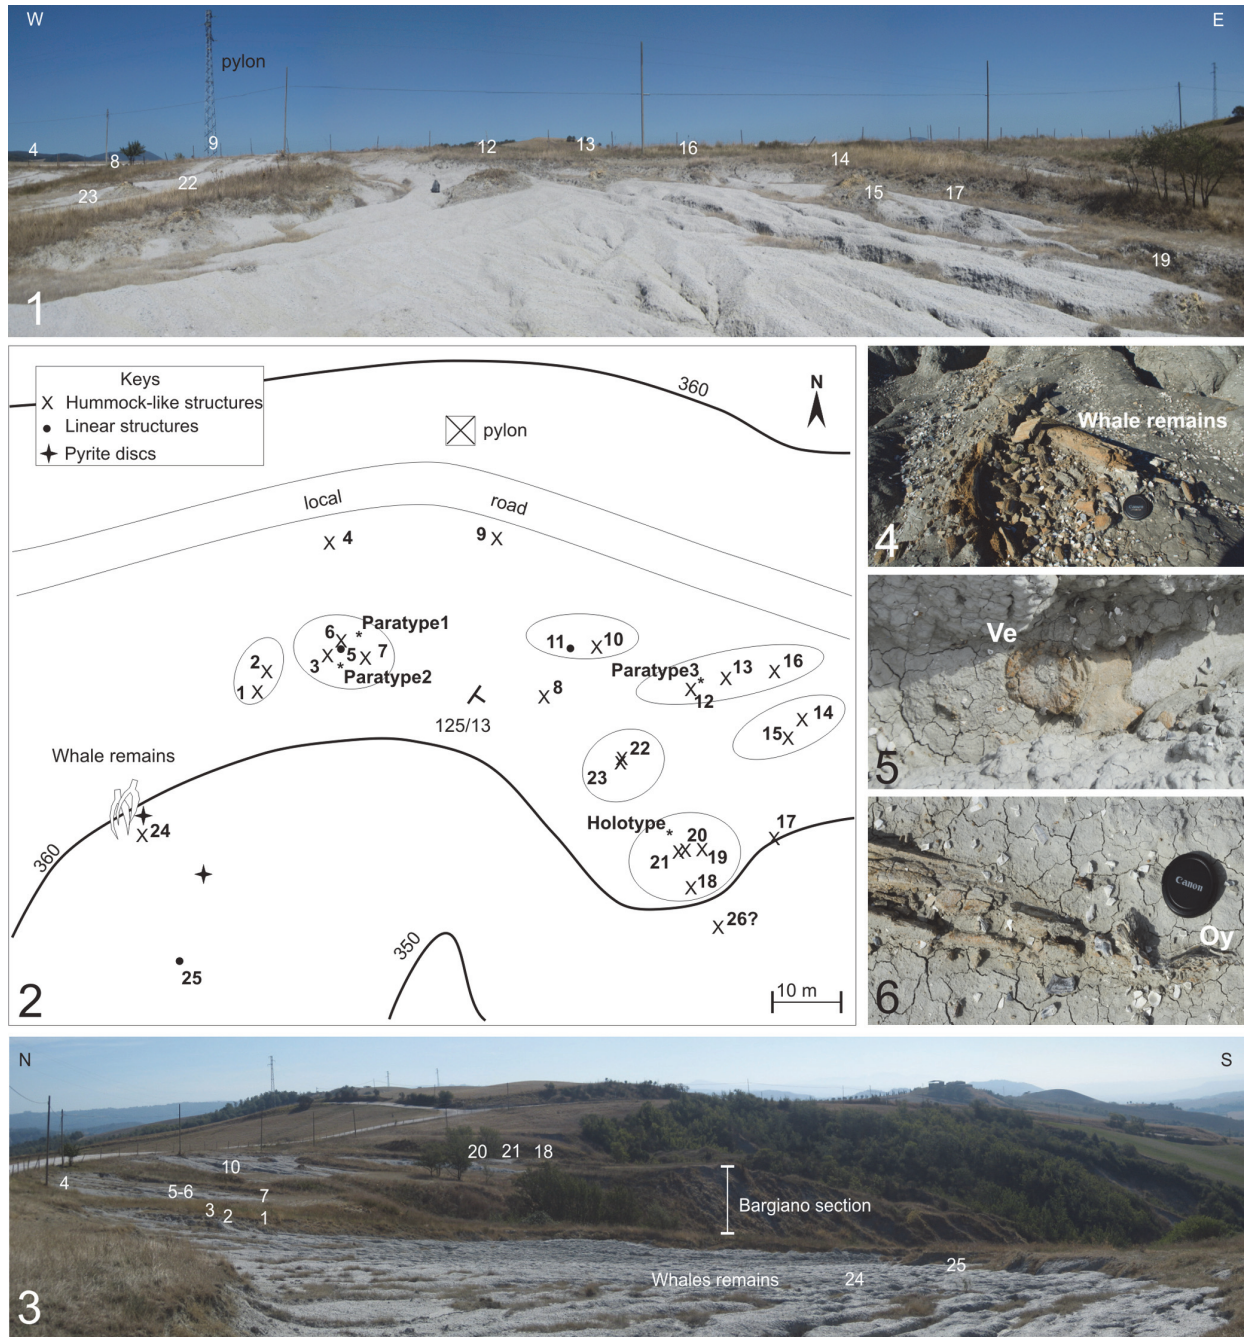 W
E
pylon
4
8
9
12
13
16
14
23
22
15
17
19
1
Keys
Hummock-like structures
Linear structures
Pyrite discs
360
N
pylon
local
road
4
9
6
Paratype1
3
5
7
Paratype2
2
1
11
10
Paratype3
13
16
12
8
14
15
125/13
22
23
Whale remains
24
Holotype
20
21
19
18
17
26?
360
350
25
10 m
2
Whale remains
Canon
4
Ve
5
Canon
Oy
6
N
S
20
21
18
10
4
5-6
7
3
2
1
Bargiano section
Whales remains
24
25
3